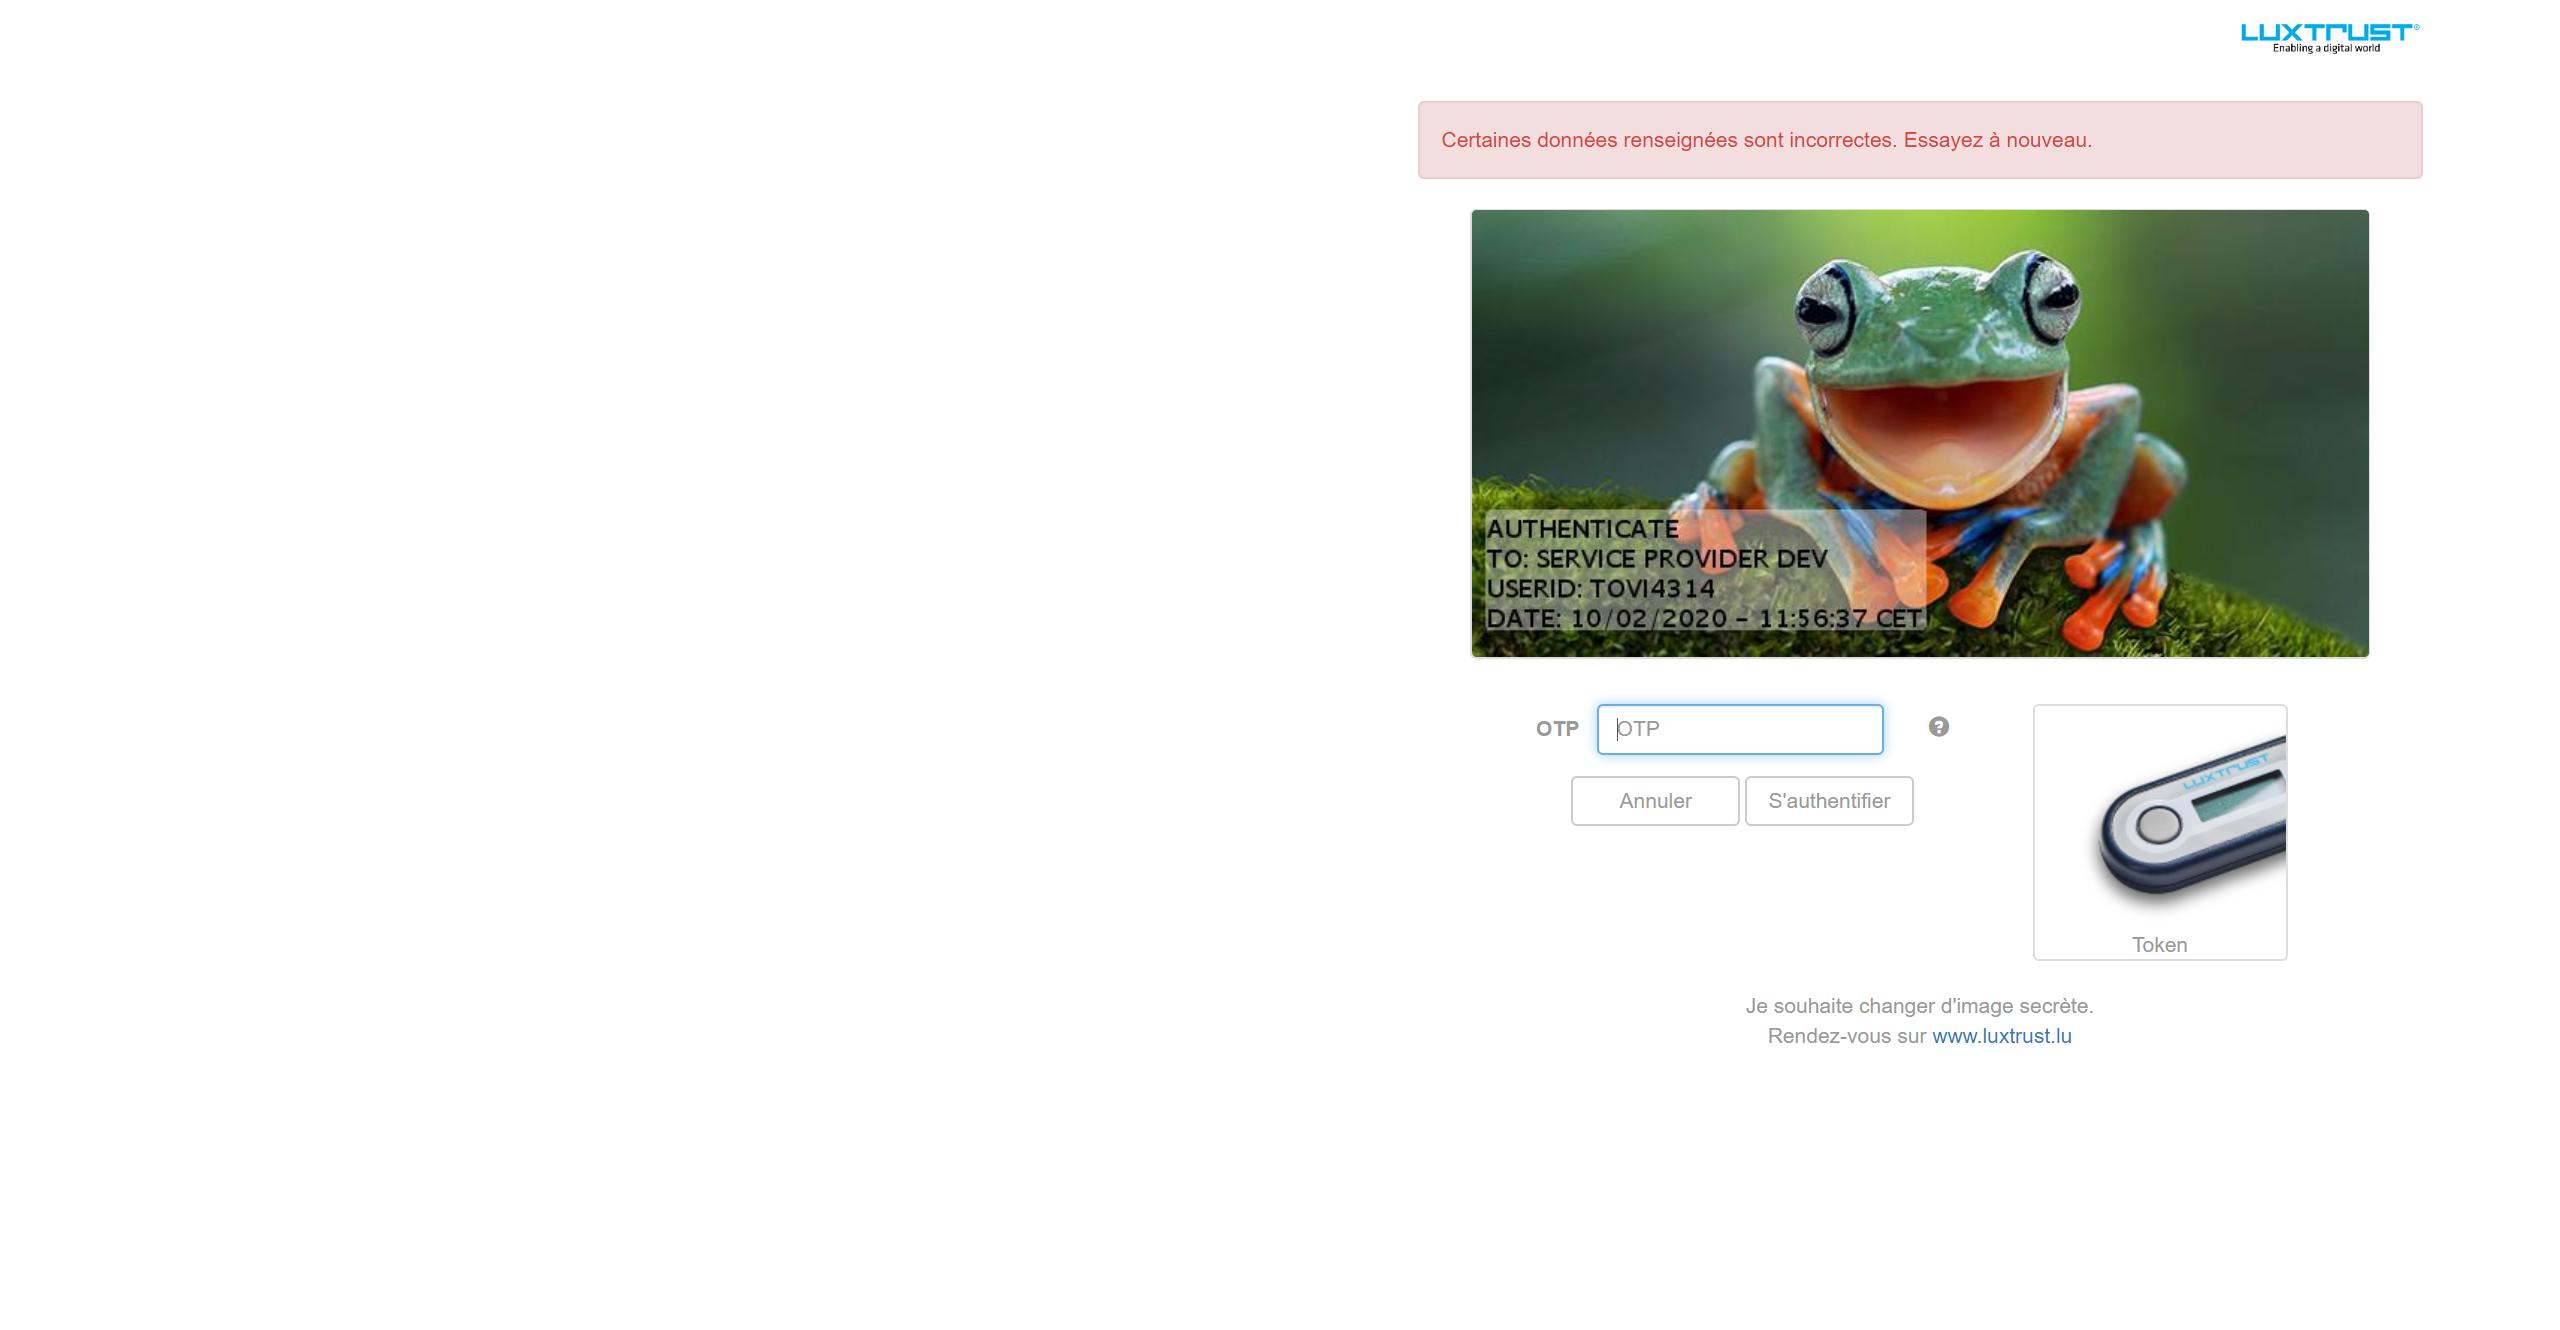 LUXTRUST®
Enabling a digital world
Certaines données renseignées sont incorrectes. Essayez à nouveau.
AUTHENTICATE
TO: SERVICE PROVIDER DEV
USERID: TOVI4314
DATE: 10/02/2020 - 11:56:37 CET
OTP OTP
Annuler S'authentifier
LUXTRUST
Token
Je souhaite changer d'image secrète.
Rendez-vous sur www.luxtrust.lu